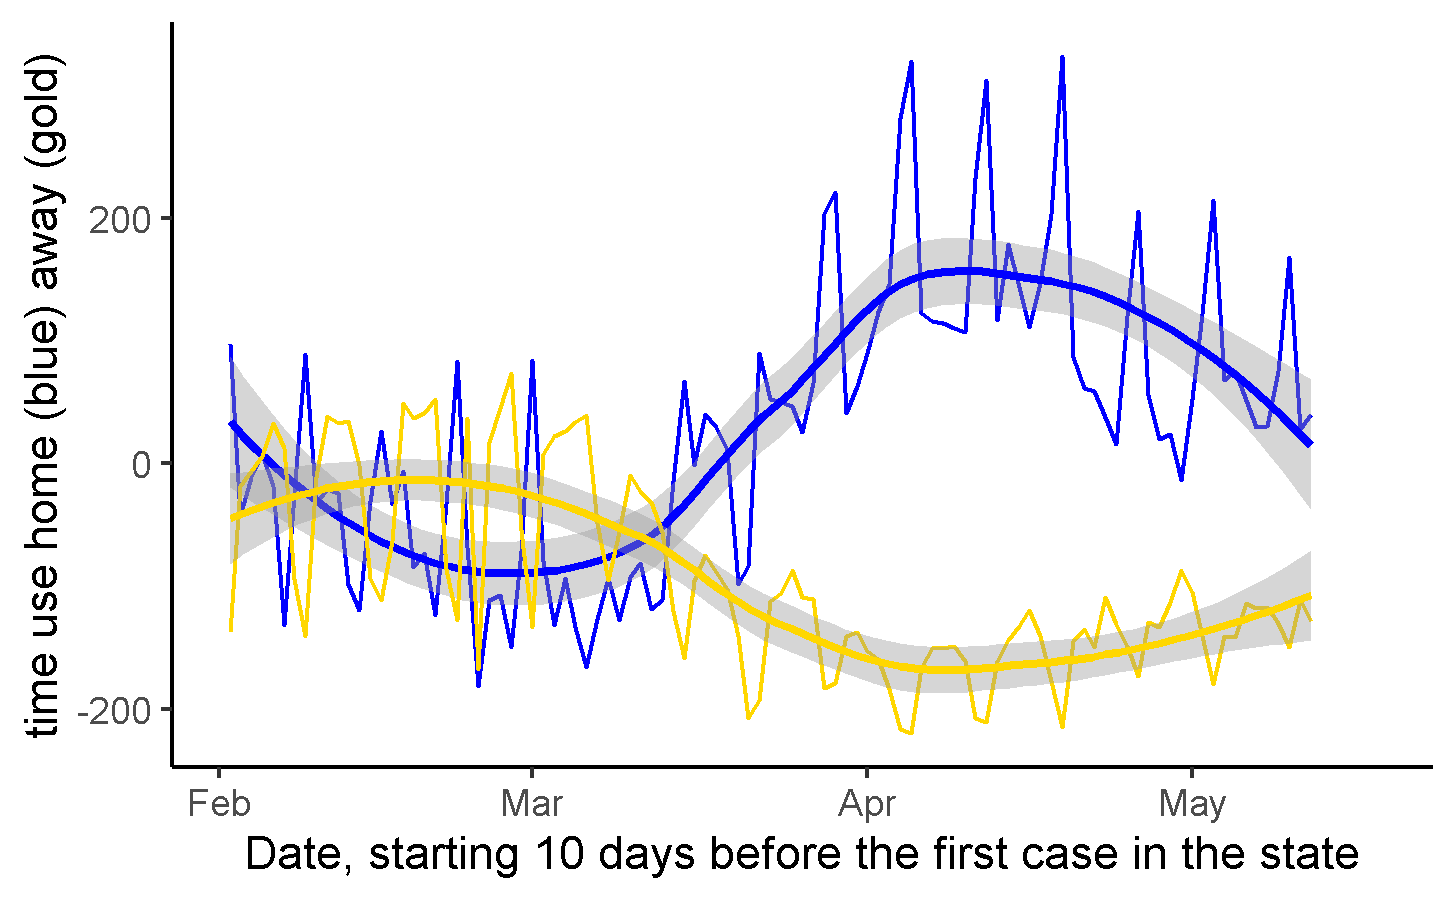 time use home (blue) away (gold)
200
0
-200
Feb
Mar
Apr
May
Date, starting 10 days before the first case in the state